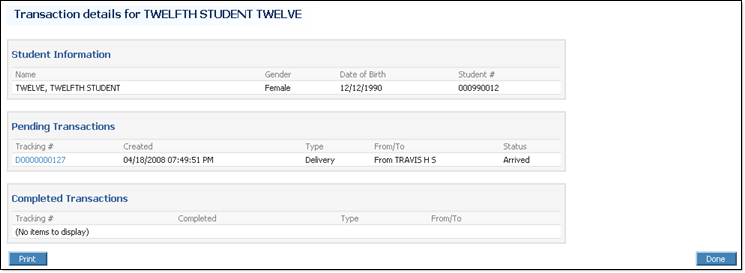 Transaction details for TWELFTH STUDENT TWELVE
Student Information
Name Gender Date of Birth Student #
TWELVE, TWELFTH STUDENT Female 12/12/1990 000990012
Pending Transactions
Tracking # Created Type From/To Status
D0000000127 04/18/2008 07:49:51 PM Delivery From TRAVIS H S Arrived
Completed Transactions
Tracking # Completed Type From/To
(No items to display)
Print Done